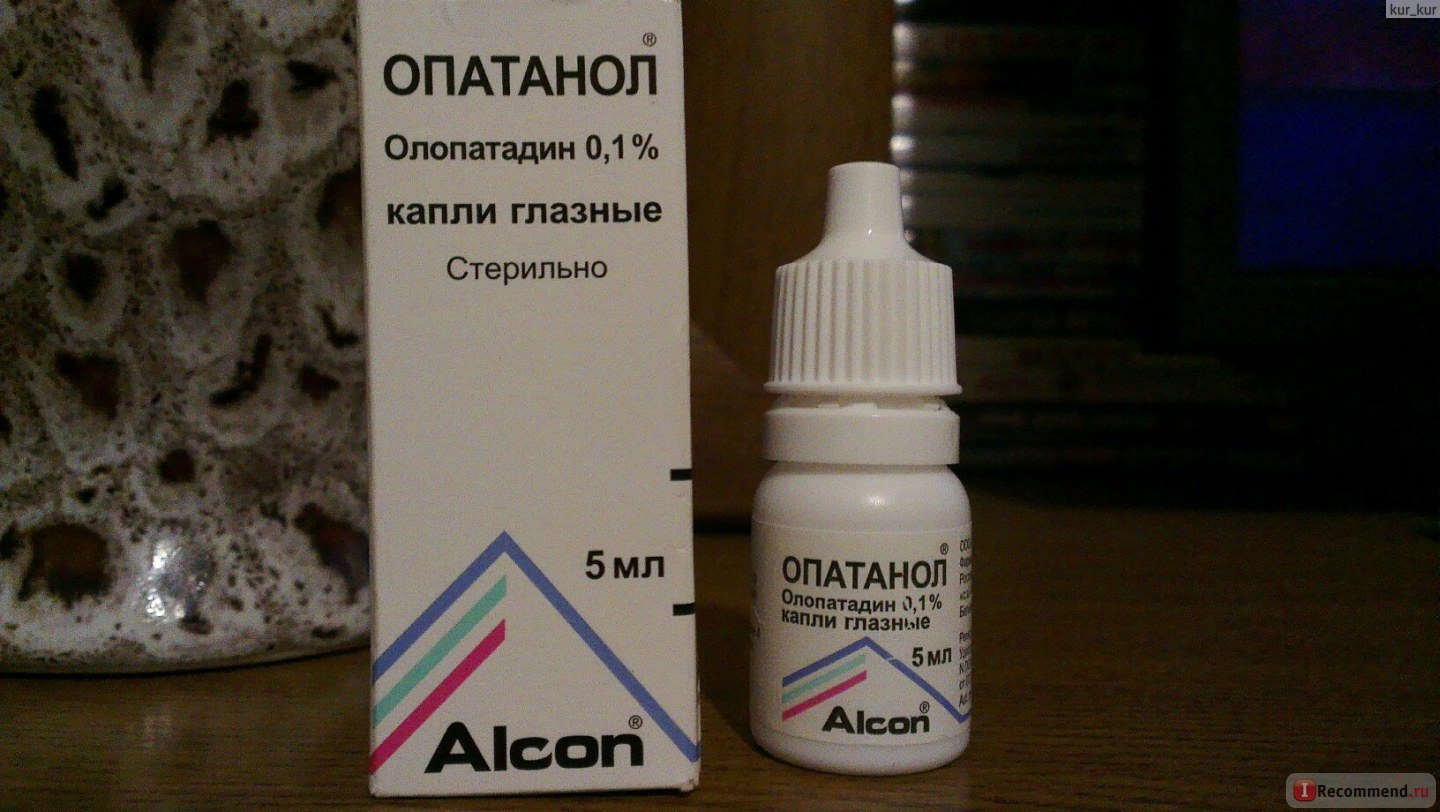 kur_kur
ОПАТАНОЛ®
Олопатадин 0,1%
капли глазные
Стерильно
5 мл
Alcon®
ОПАТАНОЛ®
Олопатадин 0,1%
капли глазные
5 мл
Alcon®
IRecommend.ru